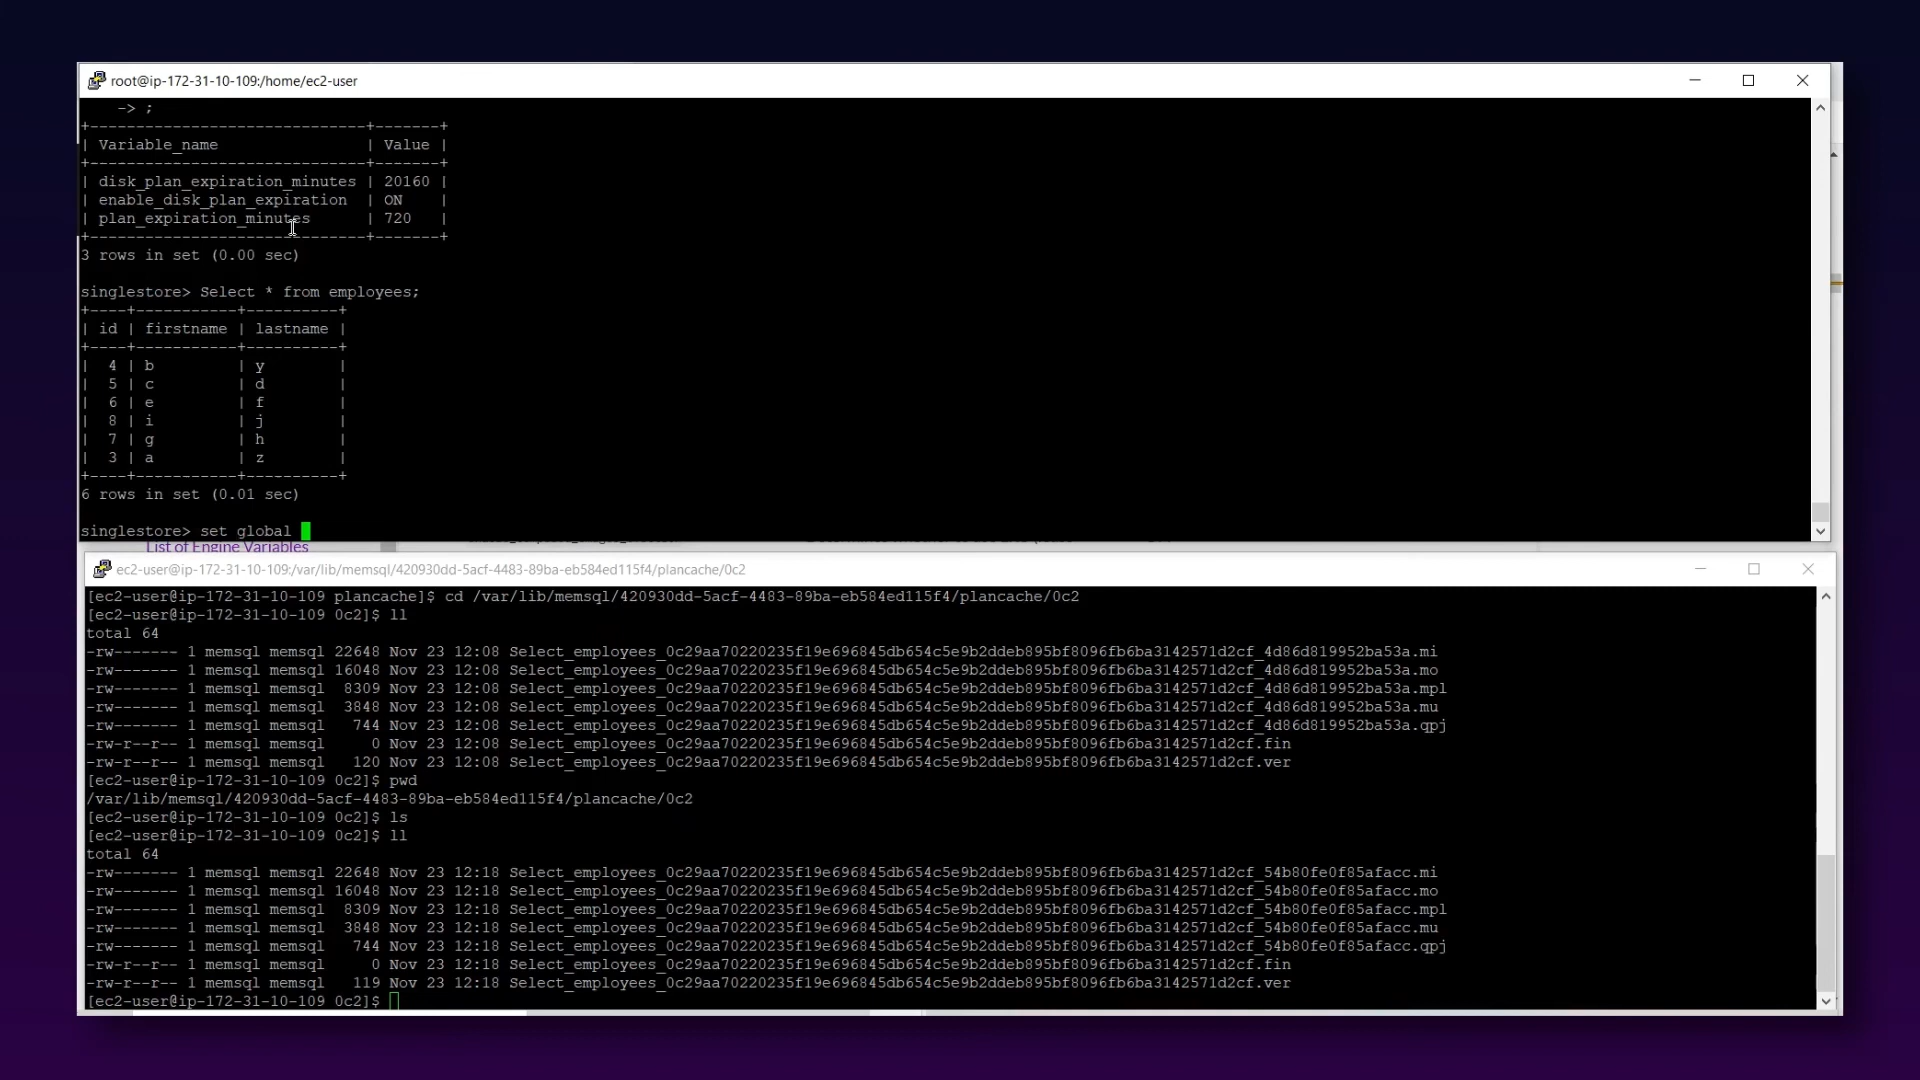 root@ip-172-31-10-109:/home/ec2-user
-> ;
+------------------------------+-------+
| Variable_name                | Value |
+------------------------------+-------+
| disk_plan_expiration_minutes | 20160 |
| enable_disk_plan_expiration  | ON    |
| plan_expiration_minutes      | 720   |
+------------------------------+-------+
3 rows in set (0.00 sec)
singlestore> Select * from employees;
+----+-----------+----------+
| id | firstname | lastname |
+----+-----------+----------+
|  4 | b         | y        |
|  5 | c         | d        |
|  6 | e         | f        |
|  8 | i         | j        |
|  7 | g         | h        |
|  3 | a         | z        |
+----+-----------+----------+
6 rows in set (0.01 sec)
singlestore> set global
List of Engine Variables
ec2-user@ip-172-31-10-109:/var/lib/memsql/420930dd-5acf-4483-89ba-eb584ed115f4/plancache/0c2
[ec2-user@ip-172-31-10-109 plancache]$ cd /var/lib/memsql/420930dd-5acf-4483-89ba-eb584ed115f4/plancache/0c2
[ec2-user@ip-172-31-10-109 0c2]$ ll
total 64
-rw------- 1 memsql memsql 22648 Nov 23 12:08 Select_employees_0c29aa70220235f19e696845db654c5e9b2ddeb895bf8096fb6ba3142571d2cf_4d86d819952ba53a.mi
-rw------- 1 memsql memsql 16048 Nov 23 12:08 Select_employees_0c29aa70220235f19e696845db654c5e9b2ddeb895bf8096fb6ba3142571d2cf_4d86d819952ba53a.mo
-rw------- 1 memsql memsql  8309 Nov 23 12:08 Select_employees_0c29aa70220235f19e696845db654c5e9b2ddeb895bf8096fb6ba3142571d2cf_4d86d819952ba53a.mpl
-rw------- 1 memsql memsql  3848 Nov 23 12:08 Select_employees_0c29aa70220235f19e696845db654c5e9b2ddeb895bf8096fb6ba3142571d2cf_4d86d819952ba53a.mu
-rw------- 1 memsql memsql   744 Nov 23 12:08 Select_employees_0c29aa70220235f19e696845db654c5e9b2ddeb895bf8096fb6ba3142571d2cf_4d86d819952ba53a.qpj
-rw-r--r-- 1 memsql memsql     0 Nov 23 12:08 Select_employees_0c29aa70220235f19e696845db654c5e9b2ddeb895bf8096fb6ba3142571d2cf.fin
-rw-r--r-- 1 memsql memsql   120 Nov 23 12:08 Select_employees_0c29aa70220235f19e696845db654c5e9b2ddeb895bf8096fb6ba3142571d2cf.ver
[ec2-user@ip-172-31-10-109 0c2]$ pwd
/var/lib/memsql/420930dd-5acf-4483-89ba-eb584ed115f4/plancache/0c2
[ec2-user@ip-172-31-10-109 0c2]$ ls
[ec2-user@ip-172-31-10-109 0c2]$ ll
total 64
-rw------- 1 memsql memsql 22648 Nov 23 12:18 Select_employees_0c29aa70220235f19e696845db654c5e9b2ddeb895bf8096fb6ba3142571d2cf_54b80fe0f85afacc.mi
-rw------- 1 memsql memsql 16048 Nov 23 12:18 Select_employees_0c29aa70220235f19e696845db654c5e9b2ddeb895bf8096fb6ba3142571d2cf_54b80fe0f85afacc.mo
-rw------- 1 memsql memsql  8309 Nov 23 12:18 Select_employees_0c29aa70220235f19e696845db654c5e9b2ddeb895bf8096fb6ba3142571d2cf_54b80fe0f85afacc.mpl
-rw------- 1 memsql memsql  3848 Nov 23 12:18 Select_employees_0c29aa70220235f19e696845db654c5e9b2ddeb895bf8096fb6ba3142571d2cf_54b80fe0f85afacc.mu
-rw------- 1 memsql memsql   744 Nov 23 12:18 Select_employees_0c29aa70220235f19e696845db654c5e9b2ddeb895bf8096fb6ba3142571d2cf_54b80fe0f85afacc.qpj
-rw-r--r-- 1 memsql memsql     0 Nov 23 12:18 Select_employees_0c29aa70220235f19e696845db654c5e9b2ddeb895bf8096fb6ba3142571d2cf.fin
-rw-r--r-- 1 memsql memsql   119 Nov 23 12:18 Select_employees_0c29aa70220235f19e696845db654c5e9b2ddeb895bf8096fb6ba3142571d2cf.ver
[ec2-user@ip-172-31-10-109 0c2]$